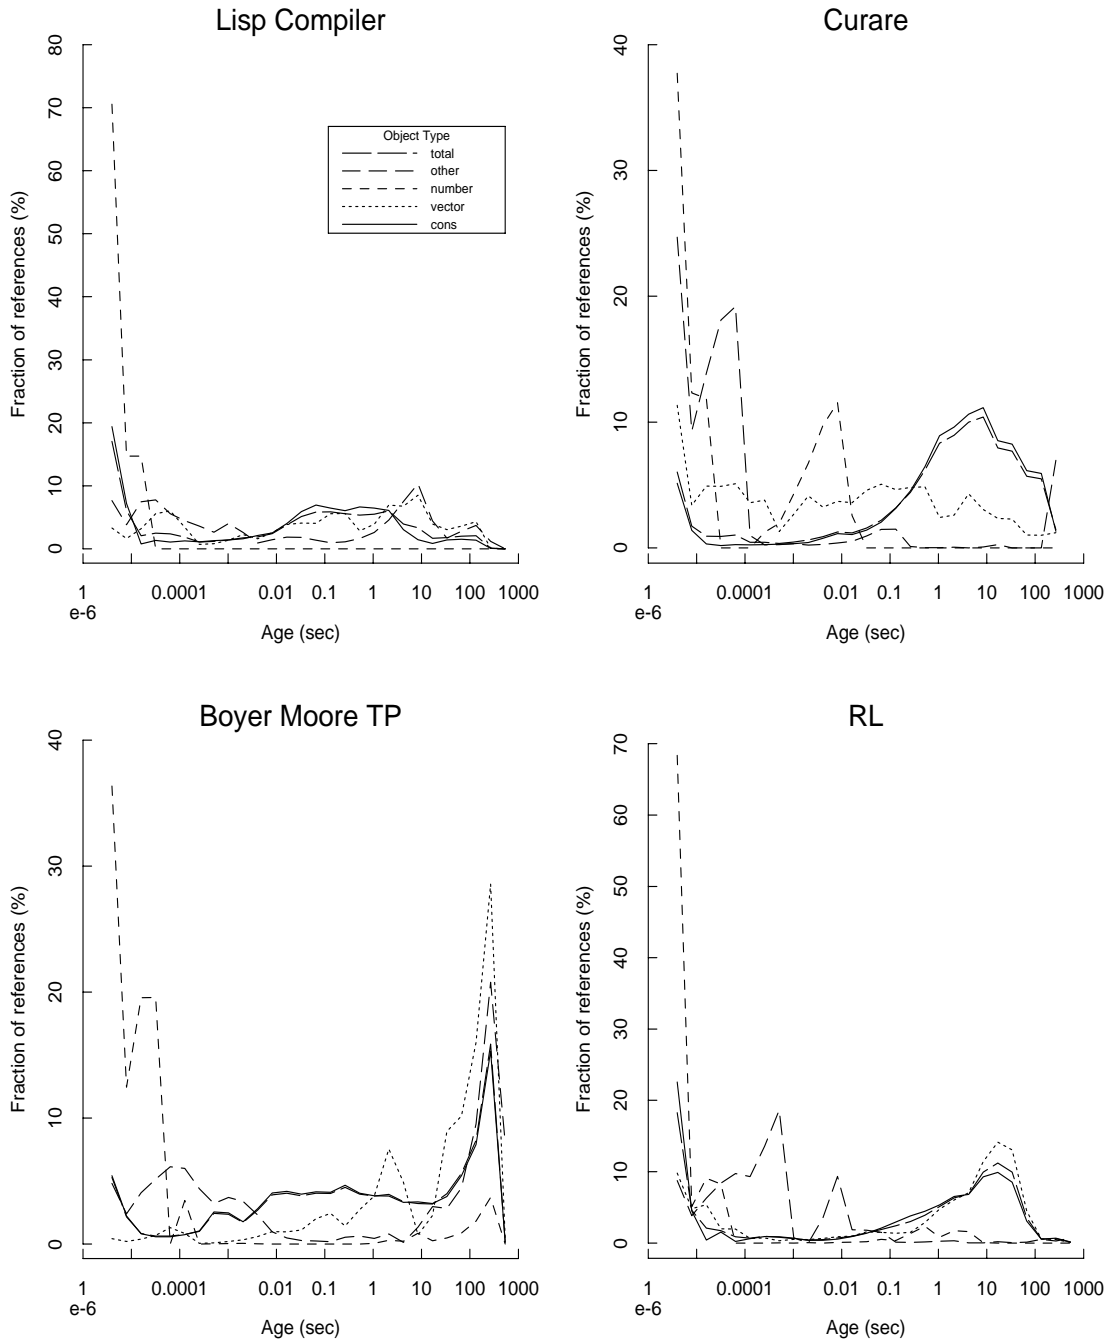 Lisp Compiler
Fraction of references (%)
80
70
60
50
40
30
20
10
0
Object Type
total
other
number
vector
cons
1 0.0001 0.01 0.1 1 10 100 1000
e-6
Age (sec)
Curare
Fraction of references (%)
40
30
20
10
0
1 0.0001 0.01 0.1 1 10 100 1000
e-6
Age (sec)
Boyer Moore TP
Fraction of references (%)
40
30
20
10
0
1 0.0001 0.01 0.1 1 10 100 1000
e-6
Age (sec)
RL
Fraction of references (%)
70
60
50
40
30
20
10
0
1 0.0001 0.01 0.1 1 10 100 1000
e-6
Age (sec)